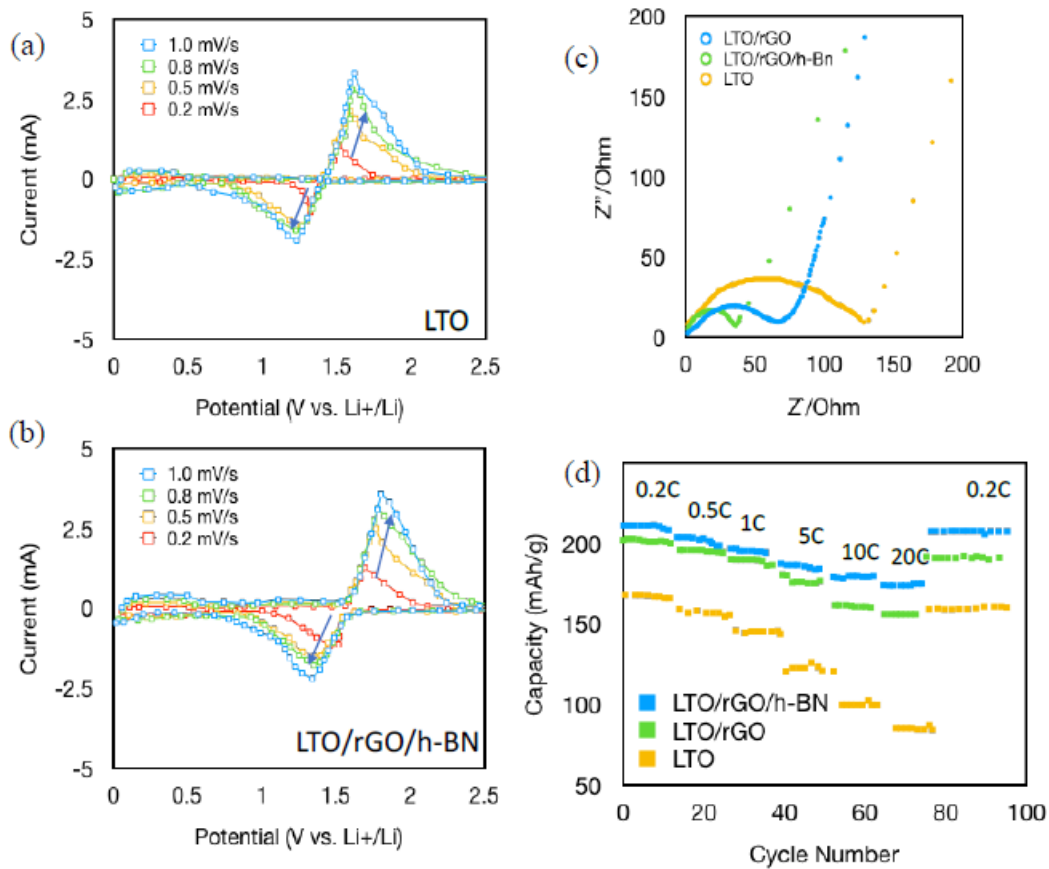 (a)
5
2.5
0
-2.5
-5
Current (mA)
1.0 mV/s
0.8 mV/s
0.5 mV/s
0.2 mV/s
LTO
0 0.5 1 1.5 2 2.5
Potential (V vs. Li+/Li)
(b)
5
2.5
0
-2.5
-5
Current (mA)
1.0 mV/s
0.8 mV/s
0.5 mV/s
0.2 mV/s
LTO/rGO/h-BN
0 0.5 1 1.5 2 2.5
Potential (V vs. Li+/Li)
(c)
200
150
100
50
0
Z''/Ohm
LTO/rGO
LTO/rGO/h-Bn
LTO
0 50 100 150 200
Z'/Ohm
(d)
200
150
100
50
Capacity (mAh/g)
0.2C 0.5C 1C 5C 10C 20C 0.2C
LTO/rGO/h-BN
LTO/rGO
LTO
0 20 40 60 80 100
Cycle Number